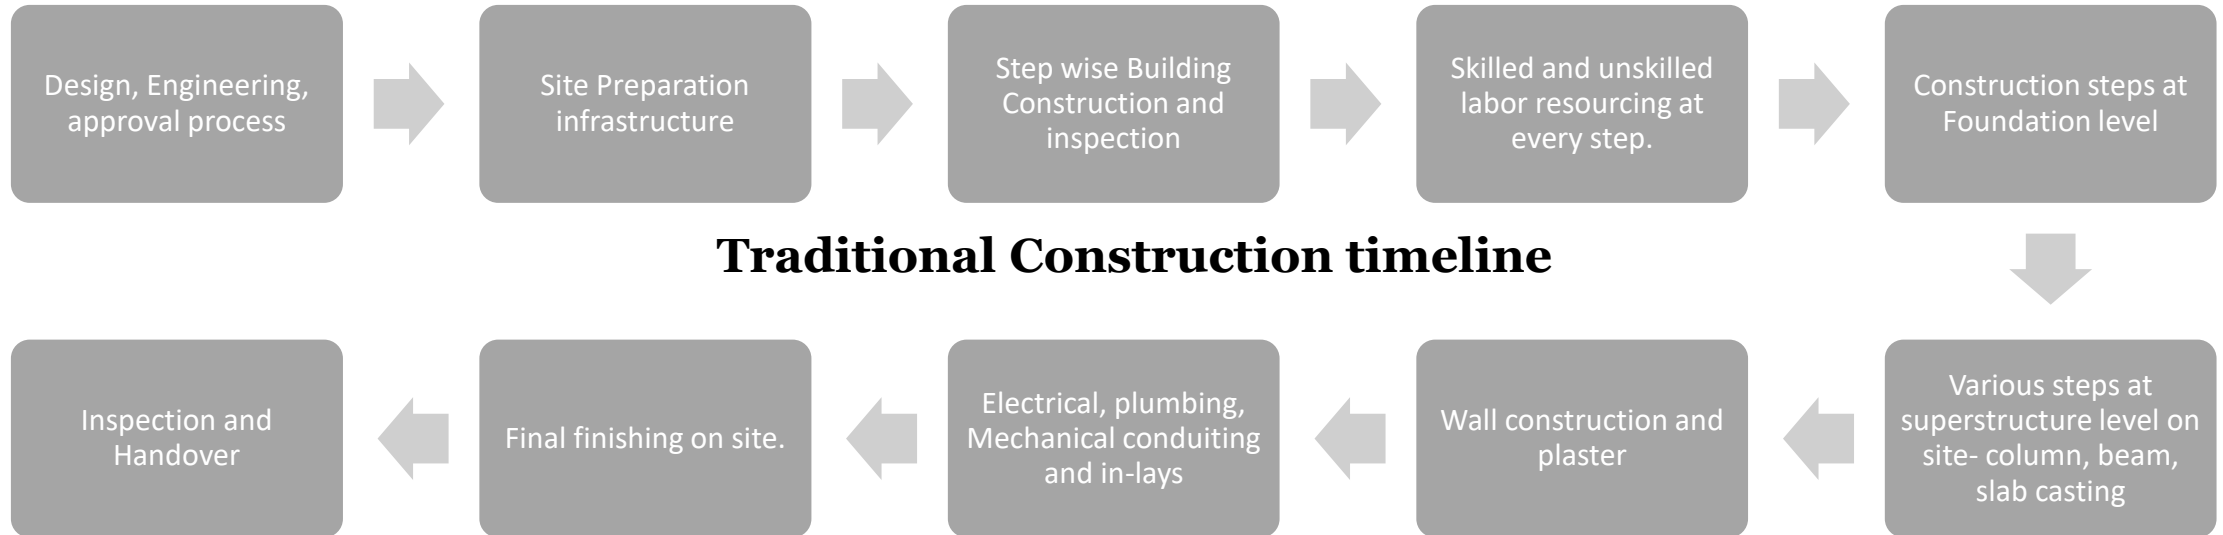 Design, Engineering,
approval process
Site Preparation
infrastructure
Step wise Building
Construction and
inspection
Skilled and unskilled
labor resourcing at
every step.
Construction steps at
Foundation level
Traditional Construction timeline
Various steps at
superstructure level on
site- column, beam,
slab casting
Wall construction and
plaster
Electrical, plumbing,
Mechanical conduiting
and in-lays
Final finishing on site.
Inspection and
Handover